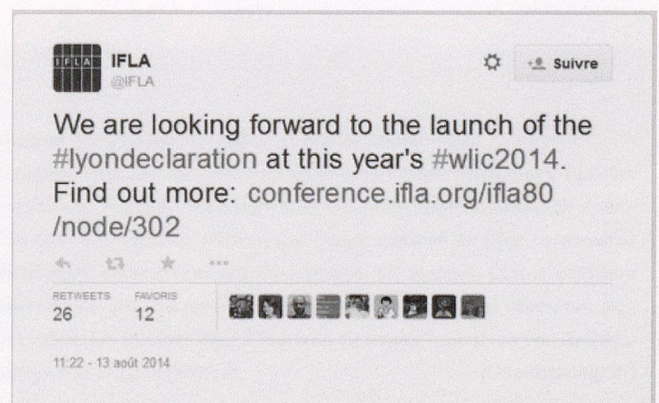 IFLA
IFLA
@IFLA
Suivre
We are looking forward to the launch of the
#lyondeclaration at this year's #wlic2014.
Find out more: conference.ifla.org/ifla80
/node/302
RETWEETS FAVORIS
26 12
11:22 - 13 août 2014